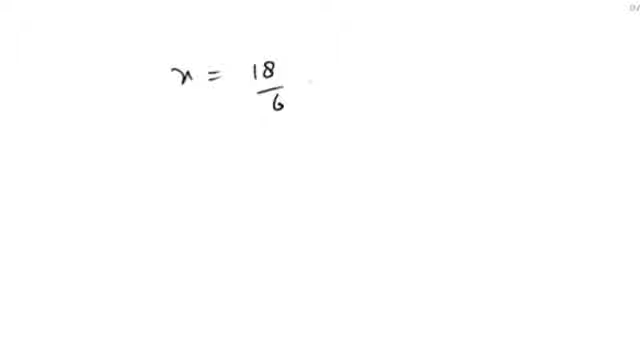 x = 18/6